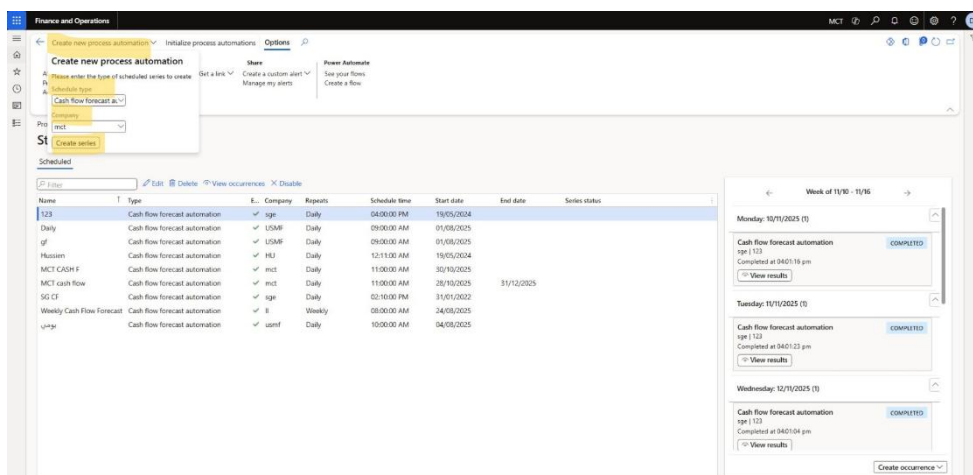 Finance and Operations
MCT
Create new process automation
Initialize process automations
Options
Create new process automation
Please enter the type of scheduled series to create
Schedule type
Cash flow forecast au
Company
mct
Create series
Get a link
Share
Create a custom alert
Manage my alerts
Power Automate
See your flows
Create a flow
Pro
St
Scheduled
Filter
Edit Delete View occurrences Disable
Name Type E... Company Repeats Schedule time Start date End date Series status
123 Cash flow forecast automation sge Daily 04:00:00 PM 19/05/2024
Daily Cash flow forecast automation USMF Daily 09:00:00 AM 01/08/2025
gf Cash flow forecast automation USMF Daily 09:00:00 AM 01/08/2025
Hussien Cash flow forecast automation HU Daily 12:11:00 AM 19/05/2024
MCT CASH F Cash flow forecast automation mct Daily 11:00:00 AM 30/10/2025
MCT cash flow Cash flow forecast automation mct Daily 11:00:00 AM 28/10/2025 31/12/2025
SG CF Cash flow forecast automation sge Daily 02:10:00 PM 31/01/2022
Weekly Cash Flow Forecast Cash flow forecast automation ll Weekly 08:00:00 AM 24/08/2025
يومي Cash flow forecast automation usmf Daily 10:00:00 AM 04/08/2025
Week of 11/10 - 11/16
Monday: 10/11/2025 (1)
Cash flow forecast automation COMPLETED
sge | 123
Completed at 04:01:16 pm
View results
Tuesday: 11/11/2025 (1)
Cash flow forecast automation COMPLETED
sge | 123
Completed at 04:01:23 pm
View results
Wednesday: 12/11/2025 (1)
Cash flow forecast automation COMPLETED
sge | 123
Completed at 04:01:04 pm
View results
Create occurrence